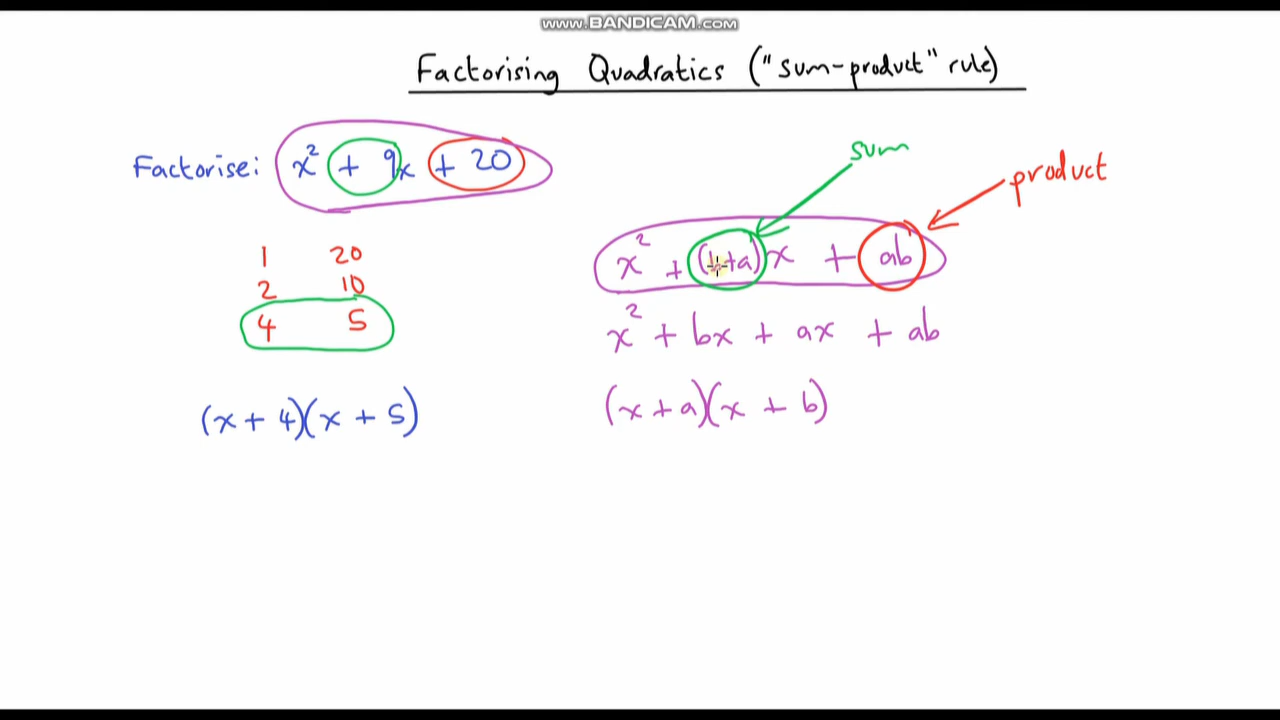 www.BANDICAM.com
Factorising Quadratics ("sum-product" rule)
Factorise: x² + 9x + 20
sum
product
x² + (b+a)x + ab
1 20
2 10
4 5
x² + bx + ax + ab
(x + 4)(x + 5)
(x + a)(x + b)